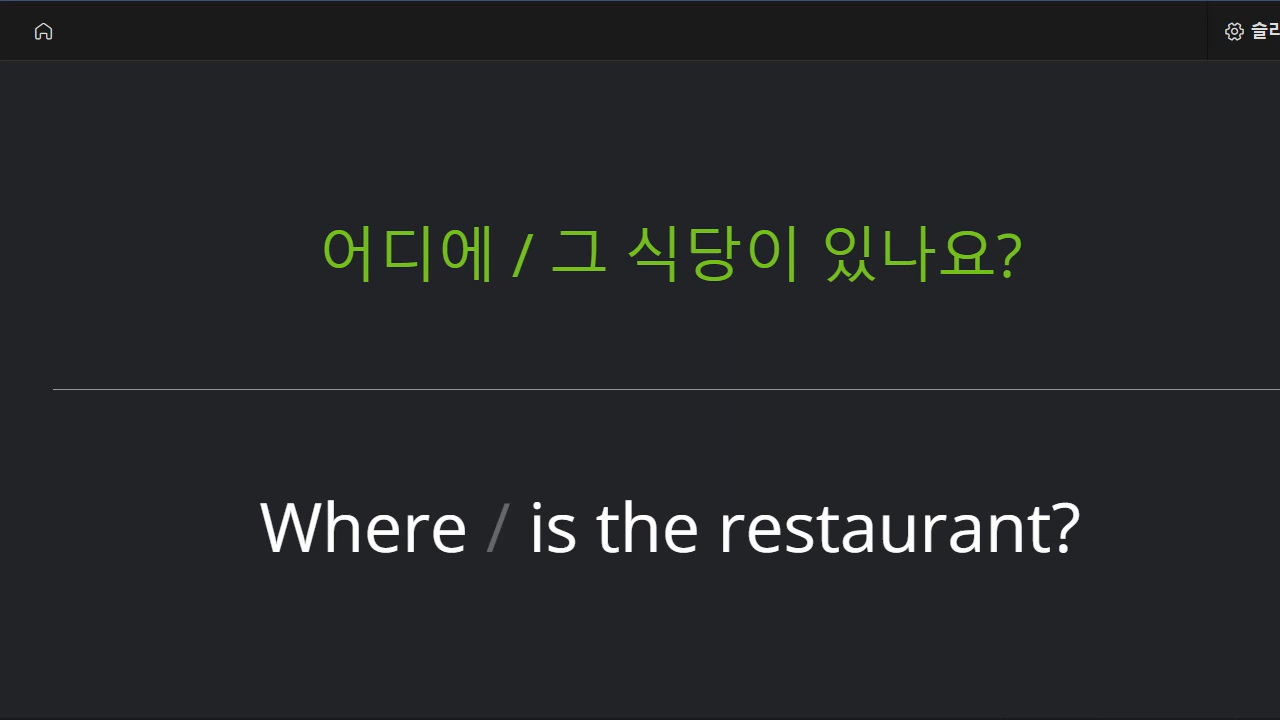 어디에 / 그 식당이 있나요?
Where / is the restaurant?